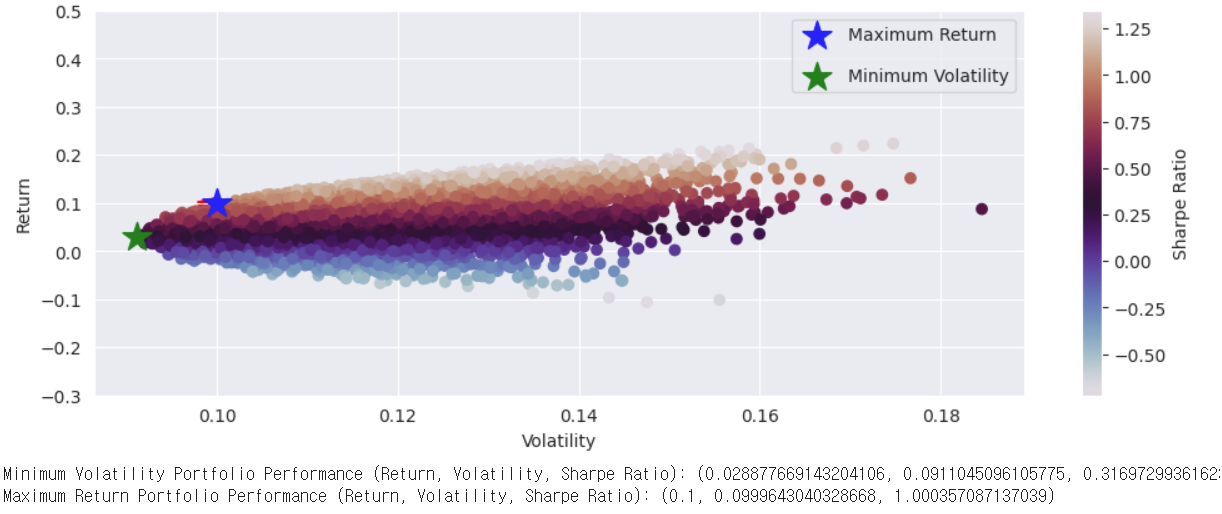 0.5
0.4
0.3
0.2
0.1
0.0
−0.1
−0.2
−0.3
Return
0.10 0.12 0.14 0.16 0.18
Volatility
Maximum Return
Minimum Volatility
1.25
1.00
0.75
0.50
0.25
0.00
−0.25
−0.50
Sharpe Ratio
Minimum Volatility Portfolio Performance (Return, Volatility, Sharpe Ratio): (0.028877669143204106, 0.0911045096105775, 0.316972993616​2
Maximum Return Portfolio Performance (Return, Volatility, Sharpe Ratio): (0.1, 0.0999643040328668, 1.000357087137039)